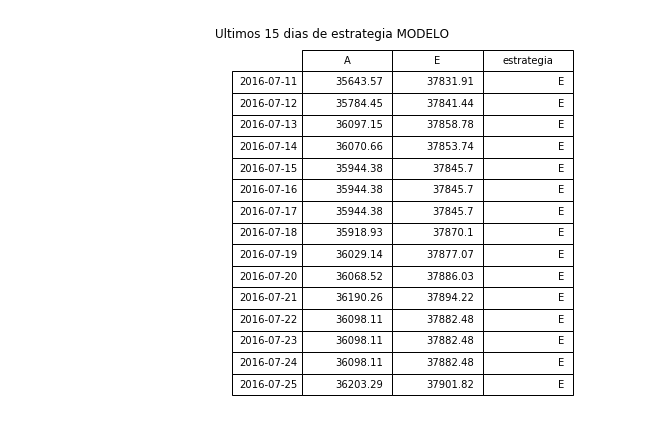 Ultimos 15 dias de estrategia MODELO
A E estrategia
2016-07-11 35643.57 37831.91 E
2016-07-12 35784.45 37841.44 E
2016-07-13 36097.15 37858.78 E
2016-07-14 36070.66 37853.74 E
2016-07-15 35944.38 37845.7 E
2016-07-16 35944.38 37845.7 E
2016-07-17 35944.38 37845.7 E
2016-07-18 35918.93 37870.1 E
2016-07-19 36029.14 37877.07 E
2016-07-20 36068.52 37886.03 E
2016-07-21 36190.26 37894.22 E
2016-07-22 36098.11 37882.48 E
2016-07-23 36098.11 37882.48 E
2016-07-24 36098.11 37882.48 E
2016-07-25 36203.29 37901.82 E